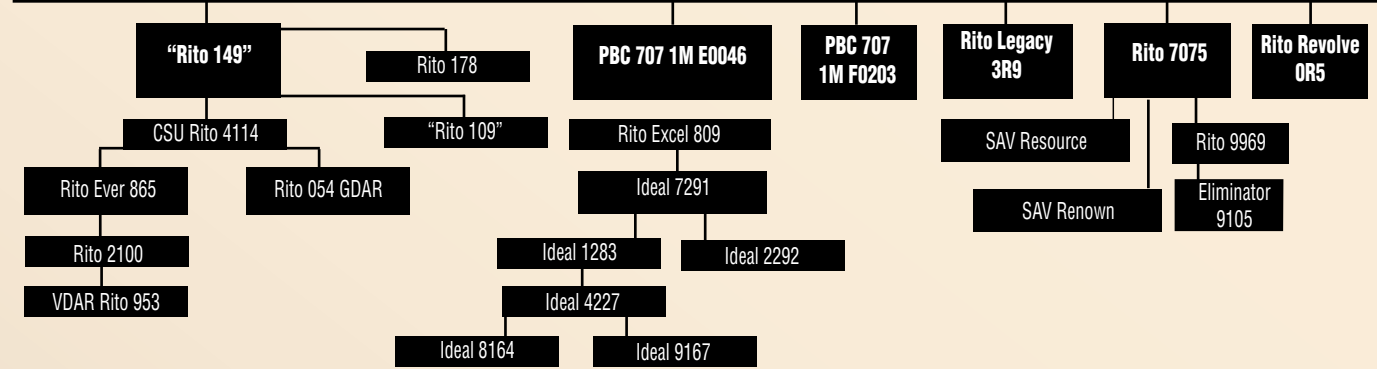 “Rito 149”
Rito 178
PBC 707 1M E0046
PBC 707
1M F0203
Rito Legacy
3R9
Rito 7075
Rito Revolve
0R5
CSU Rito 4114
“Rito 109”
Rito Excel 809
SAV Resource
Rito 9969
Rito Ever 865
Rito 054 GDAR
Ideal 7291
SAV Renown
Eliminator
9105
Rito 2100
Ideal 1283
Ideal 2292
VDAR Rito 953
Ideal 4227
Ideal 8164
Ideal 9167